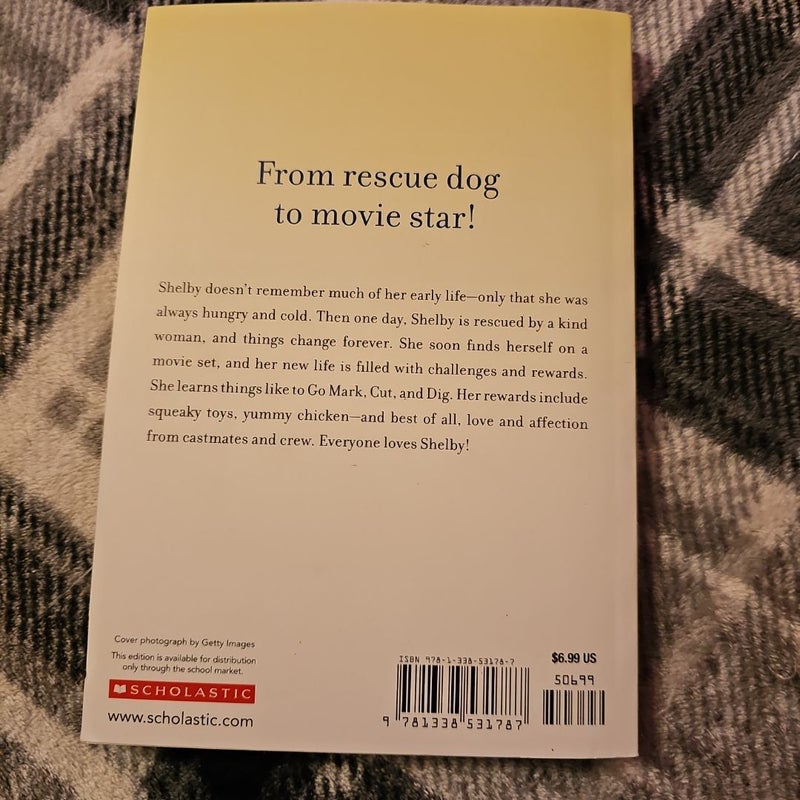 From rescue dog
to movie star!
Shelby doesn't remember much of her early life—only that she was
always hungry and cold. Then one day, Shelby is rescued by a kind
woman, and things change forever. She soon finds herself on a
movie set, and her new life is filled with challenges and rewards.
She learns things like to Go Mark, Cut, and Dig. Her rewards include
squeaky toys, yummy chicken—and best of all, love and affection
from castmates and crew. Everyone loves Shelby!
Cover photograph by Getty Images
This edition is available for distribution
only through the school market.
SCHOLASTIC
www.scholastic.com
ISBN 978-1-338-53178-7
9 781338 531787
$6.99 US
50699